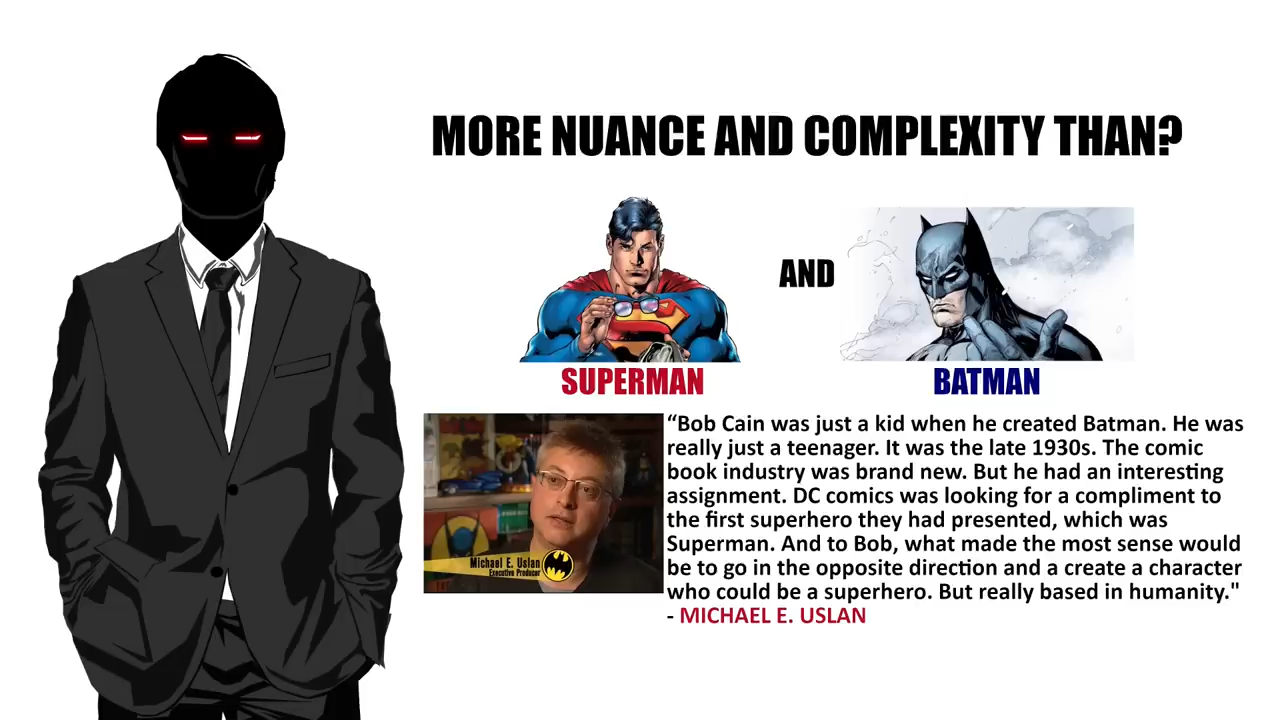 MORE NUANCE AND COMPLEXITY THAN?
AND
SUPERMAN
BATMAN
“Bob Cain was just a kid when he created Batman. He was
really just a teenager. It was the late 1930s. The comic
book industry was brand new. But he had an interesting
assignment. DC comics was looking for a compliment to
the first superhero they had presented, which was
Superman. And to Bob, what made the most sense would
be to go in the opposite direction and a create a character
who could be a superhero. But really based in humanity."
- MICHAEL E. USLAN
Michael E. Uslan
Executive Producer